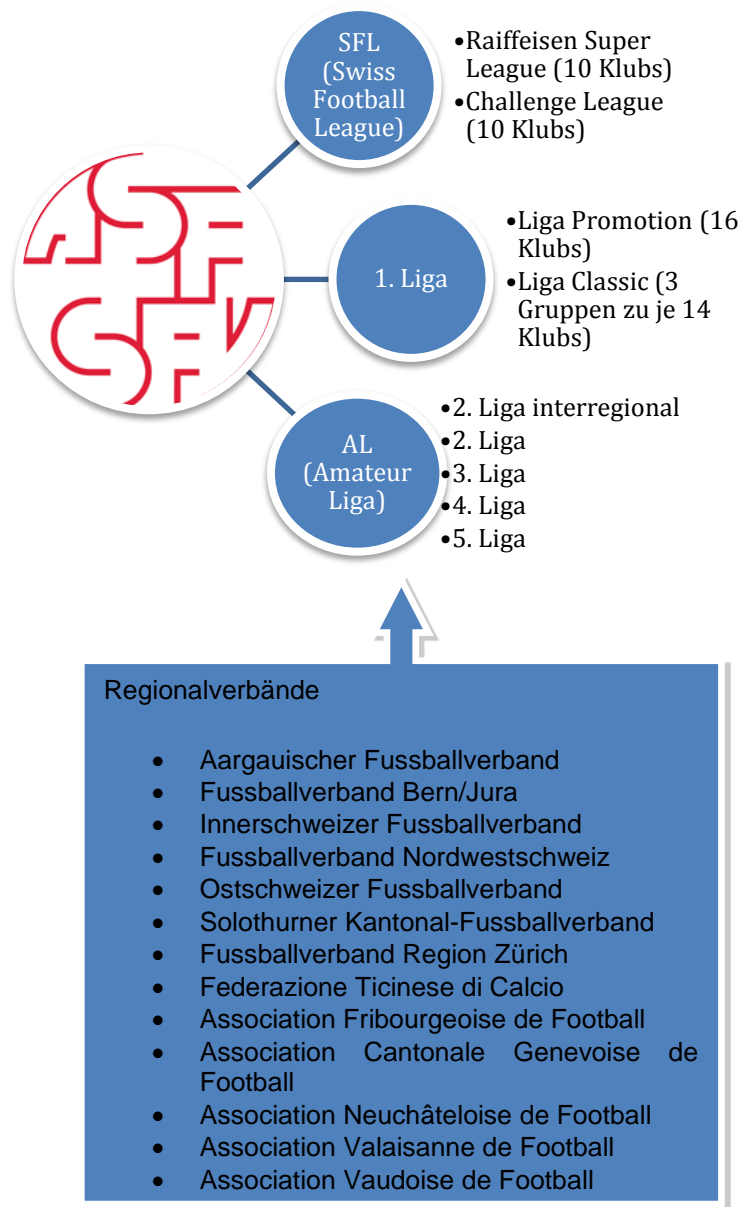 SFL
(Swiss
Football
League)
•Raiffeisen Super
League (10 Klubs)
•Challenge League
(10 Klubs)
ASF
SFV
1. Liga
•Liga Promotion (16
Klubs)
•Liga Classic (3
Gruppen zu je 14
Klubs)
AL
(Amateur
Liga)
•2. Liga interregional
•2. Liga
•3. Liga
•4. Liga
•5. Liga
Regionalverbände
• Aargauischer Fussballverband
• Fussballverband Bern/Jura
• Innerschweizer Fussballverband
• Fussballverband Nordwestschweiz
• Ostschweizer Fussballverband
• Solothurner Kantonal-Fussballverband
• Fussballverband Region Zürich
• Federazione Ticinese di Calcio
• Association Fribourgeoise de Football
• Association Cantonale Genevoise de
Football
• Association Neuchâteloise de Football
• Association Valaisanne de Football
• Association Vaudoise de Football